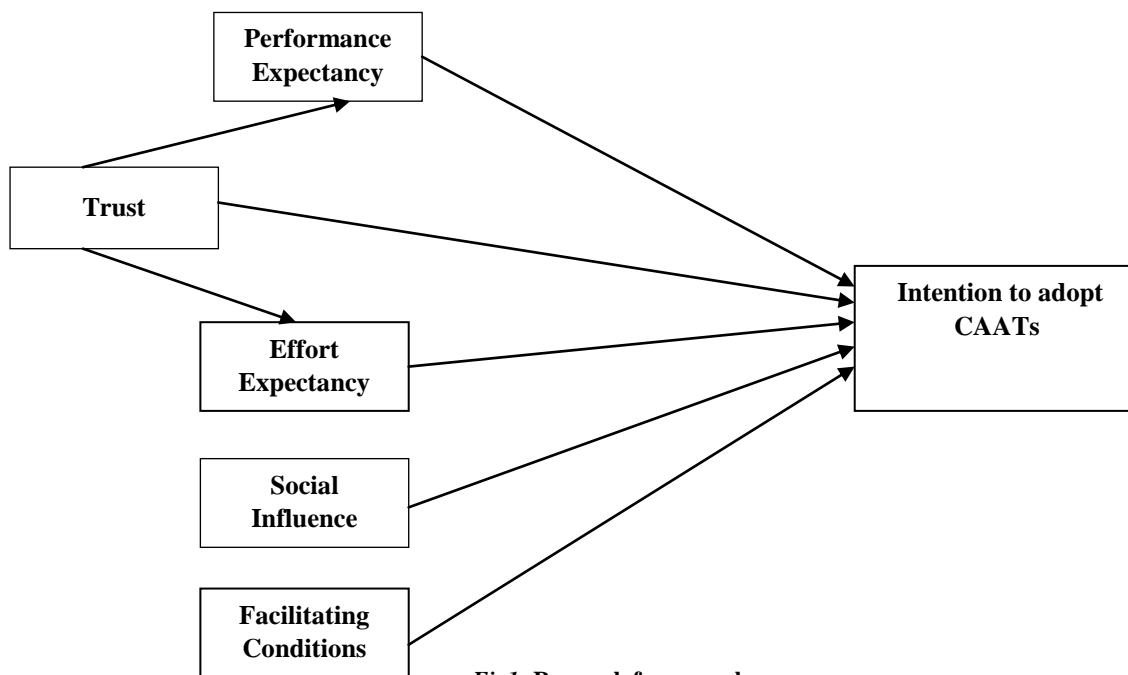 Performance
Expectancy
Trust
Intention to adopt
CAATs
Effort
Expectancy
Social
Influence
Facilitating
Conditions